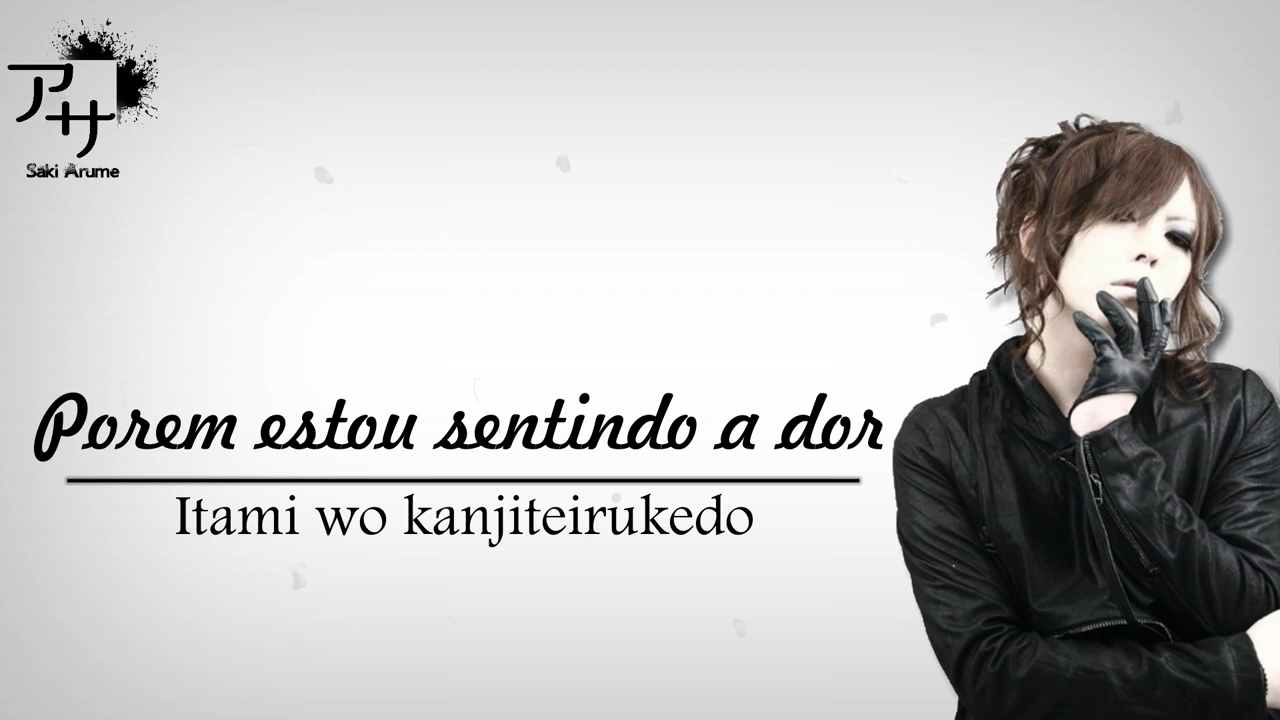 アサ
Saki Arume
Porem estou sentindo a dor
Itami wo kanjiteirukedo